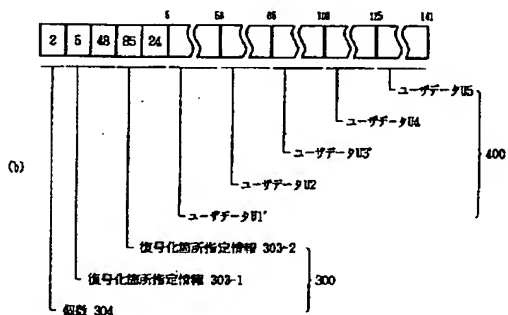 5 53 88 108 125 141
2 5 48 85 24
ユーザデータU5
ユーザデータU4
ユーザデータU3'
400
(b)
ユーザデータU2
ユーザデータU1'
復号化箇所指定情報 303-2
300
復号化箇所指定情報 303-1
個数 304